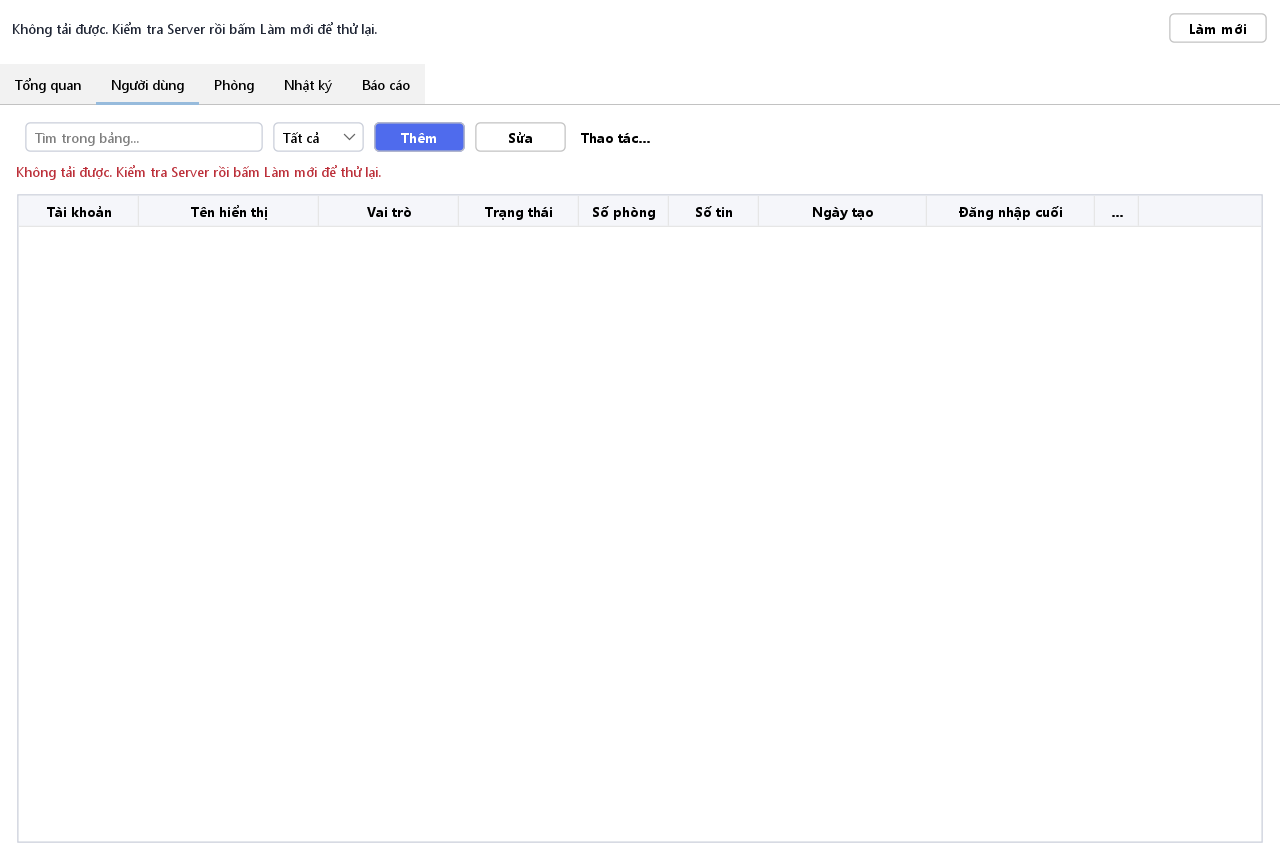 Không tải được. Kiểm tra Server rồi bấm Làm mới để thử lại.
Làm mới
Tổng quan Người dùng Phòng Nhật ký Báo cáo
Tìm trong bảng... Tất cả Thêm Sửa Thao tác...
Không tải được. Kiểm tra Server rồi bấm Làm mới để thử lại.
Tài khoản Tên hiển thị Vai trò Trạng thái Số phòng Số tin Ngày tạo Đăng nhập cuối ...